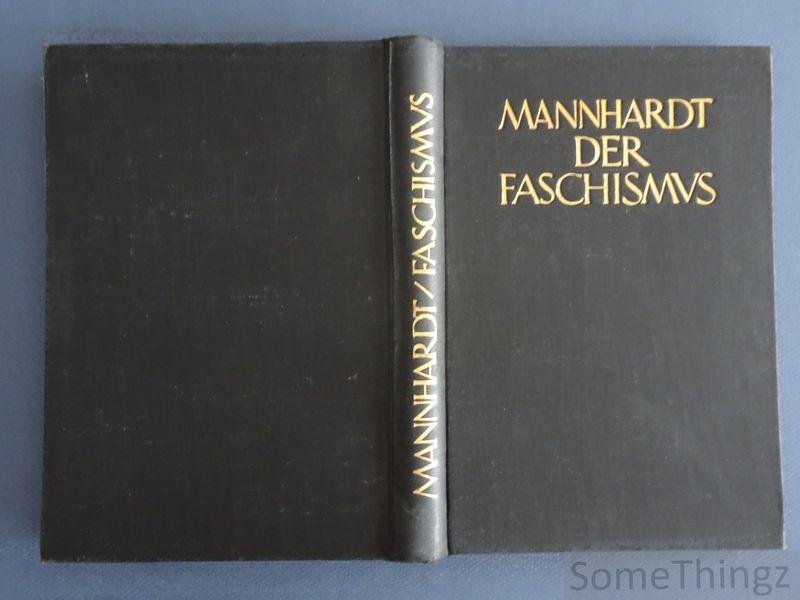 MANNHARDT / FASCHISMVS
MANNHARDT
DER
FASCHISMVS
SomeThingz